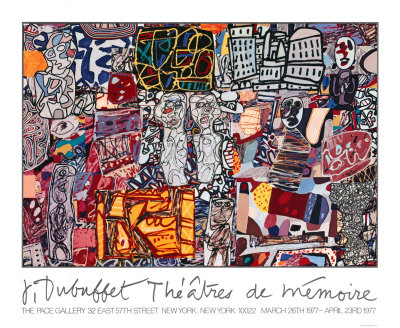 J. Dubuffet Théâtres de mémoire
THE PACE GALLERY 32 EAST 57TH STREET NEW YORK, NEW YORK 10022 MARCH 26TH 1977–APRIL 23RD 1977